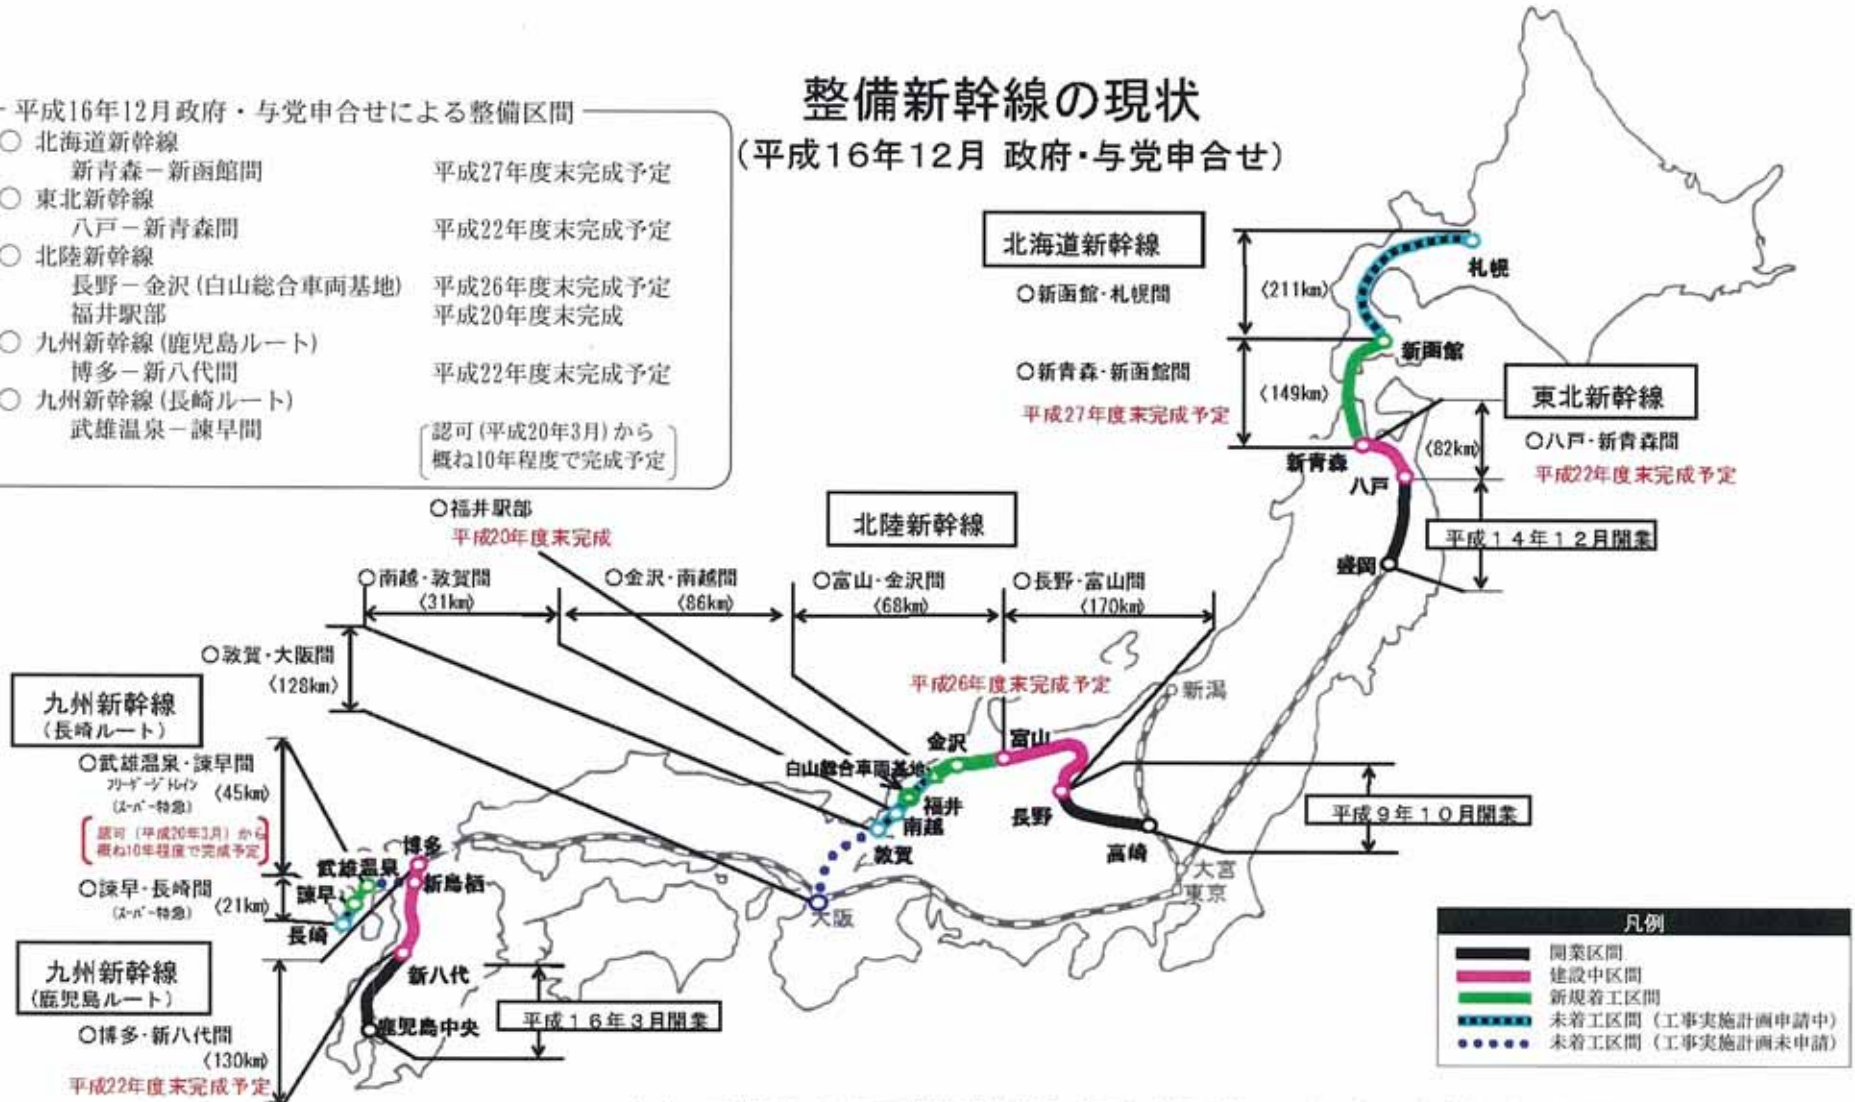 整備新幹線の現状
(平成16年12月 政府・与党申合せ)
平成16年12月政府・与党申合せによる整備区間
○ 北海道新幹線
新青森－新函館間 平成27年度末完成予定
○ 東北新幹線
八戸－新青森間 平成22年度末完成予定
○ 北陸新幹線
長野－金沢(白山総合車両基地) 平成26年度末完成予定
福井駅部 平成20年度末完成
○ 九州新幹線(鹿児島ルート)
博多－新八代間 平成22年度末完成予定
○ 九州新幹線(長崎ルート)
武雄温泉－諫早間 認可(平成20年3月)から
概ね10年程度で完成予定
北海道新幹線
○新函館・札幌間
〈211km〉
札幌
新函館
○新青森・新函館間
〈149km〉
平成27年度末完成予定
東北新幹線
○八戸・新青森間
〈82km〉
平成22年度末完成予定
新青森
八戸
平成14年12月開業
盛岡
○福井駅部
平成20年度末完成
北陸新幹線
○南越・敦賀間
〈31km〉
○金沢・南越間
〈86km〉
○富山・金沢間
〈68km〉
○長野・富山間
〈170km〉
○敦賀・大阪間
〈128km〉
平成26年度末完成予定
新潟
金沢
富山
白山総合車両基地
福井
南越
敦賀
長野
高崎
平成9年10月開業
大宮
東京
大阪
九州新幹線
(長崎ルート)
○武雄温泉・諫早間
フリーゲージトレイン
(スーパー特急)
〈45km〉
認可(平成20年3月)から
概ね10年程度で完成予定
○諫早・長崎間
(スーパー特急)
〈21km〉
博多
武雄温泉
新鳥栖
諫早
長崎
九州新幹線
(鹿児島ルート)
○博多・新八代間
〈130km〉
平成22年度末完成予定
新八代
鹿児島中央
平成16年3月開業
凡例
開業区間
建設中区間
新規着工区間
未着工区間(工事実施計画申請中)
未着工区間(工事実施計画未申請)